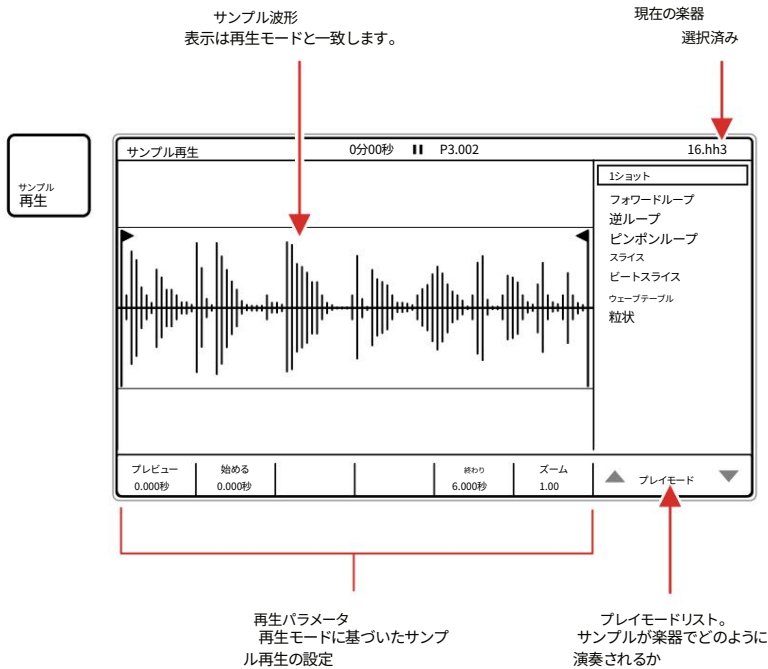 サンプル波形
表示は再生モードと一致します。
現在の楽器
選択済み
サンプル
再生
サンプル再生
0分00秒
P3.002
16.hh3
1ショット
フォワードループ
逆ループ
ピンポンループ
スライス
ビートスライス
ウェーブテーブル
粒状
プレビュー
0.000秒
始める
0.000秒
終わり
6.000秒
ズーム
1.00
プレイモード
再生パラメータ
再生モードに基づいたサンプ
ル再生の設定
プレイモードリスト。
サンプルが楽器でどのように
演奏されるか